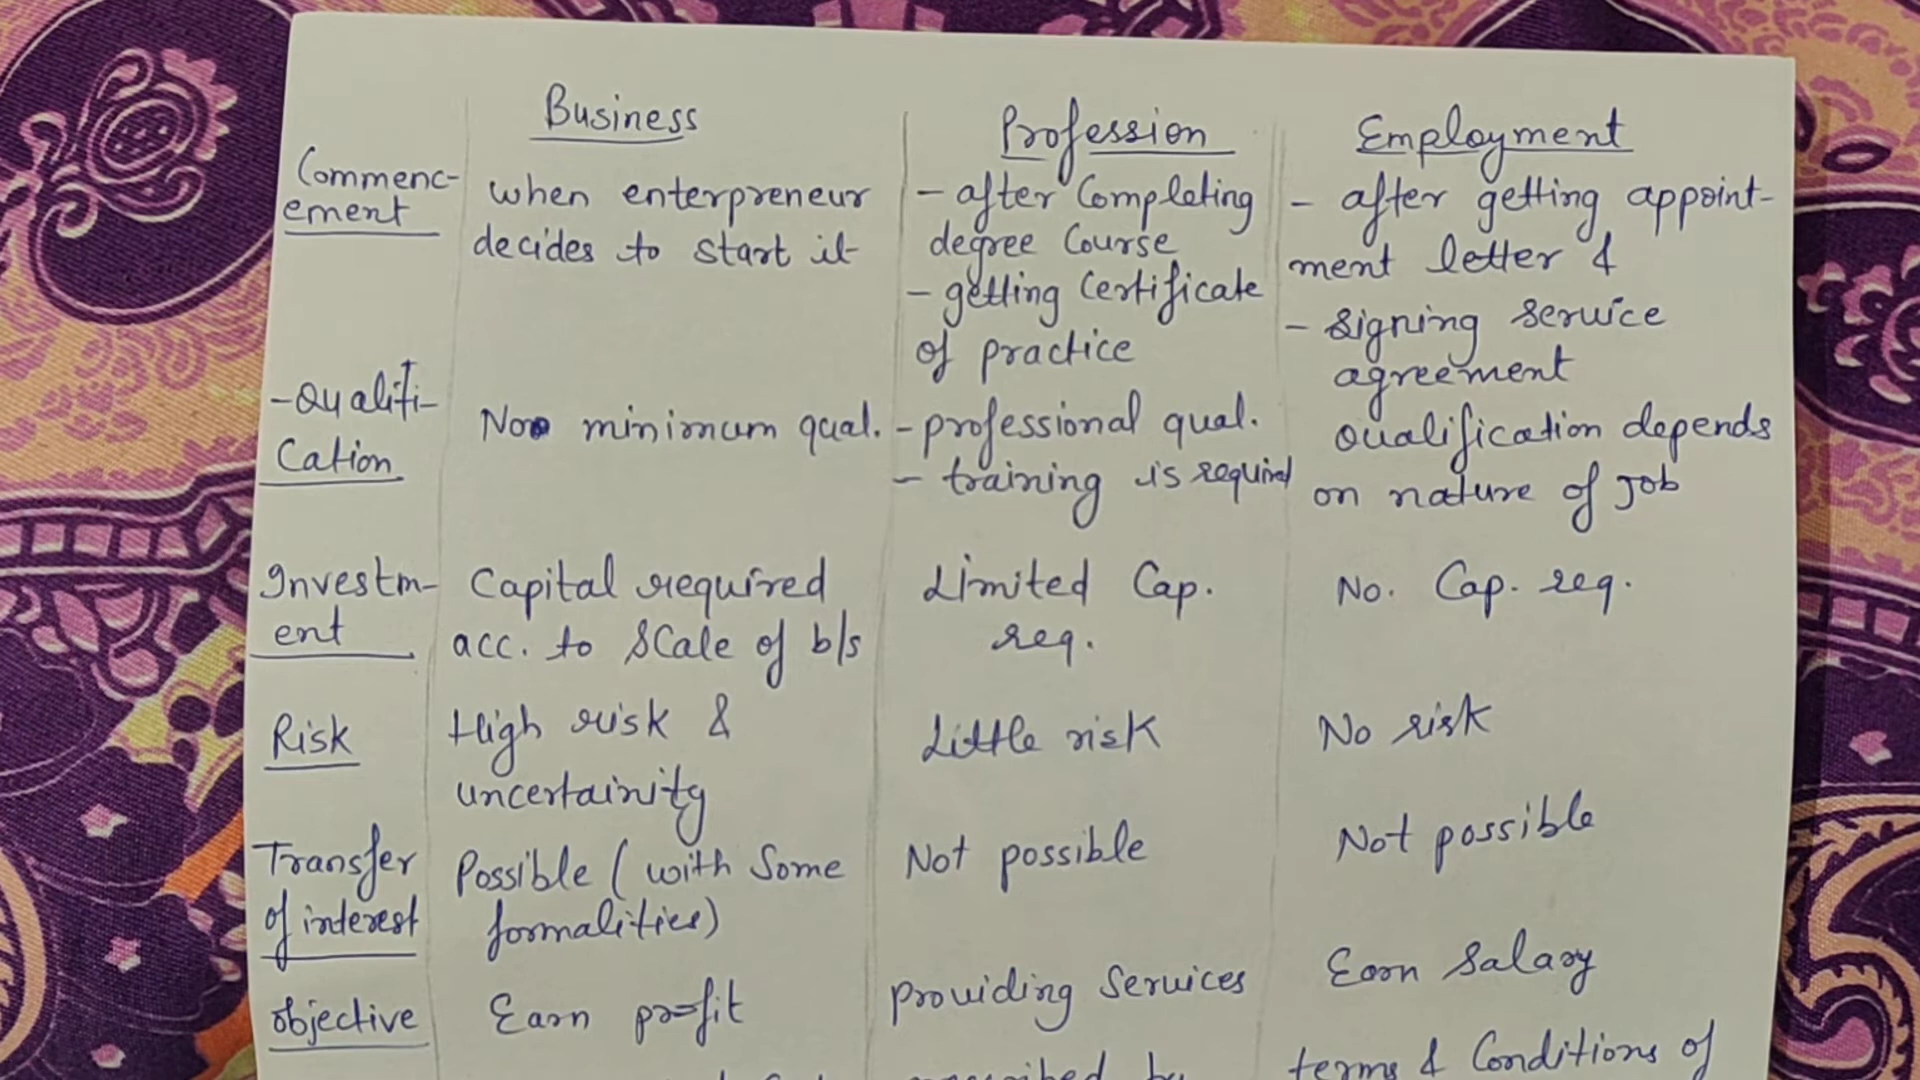 Business
Profession
Employment
Commenc-
ement
when enterpreneur
decides to start it
- after Completing
degree Course
- getting Certificate
of practice
- after getting appoint-
ment letter &
- signing service
agreement
- Qualifi-
Cation
No minimum qual.
- professional qual.
- training is required
Qualification depends
on nature of Job
Investm-
ent
Capital required
acc. to Scale of b/s
Limited Cap.
req.
No. Cap. req.
Risk
High risk &
uncertainity
Little risk
No risk
Transfer
of interest
Possible (with Some
formalities)
Not possible
Not possible
objective
Earn profit
providing Services
Earn Salary
terms & Conditions of